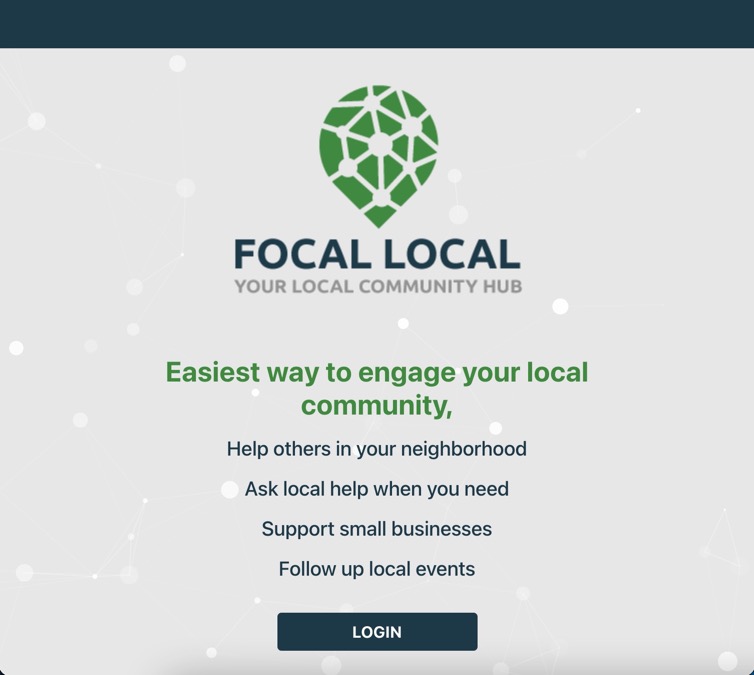 FOCAL LOCAL
YOUR LOCAL COMMUNITY HUB
Easiest way to engage your local
community,
Help others in your neighborhood
Ask local help when you need
Support small businesses
Follow up local events
LOGIN